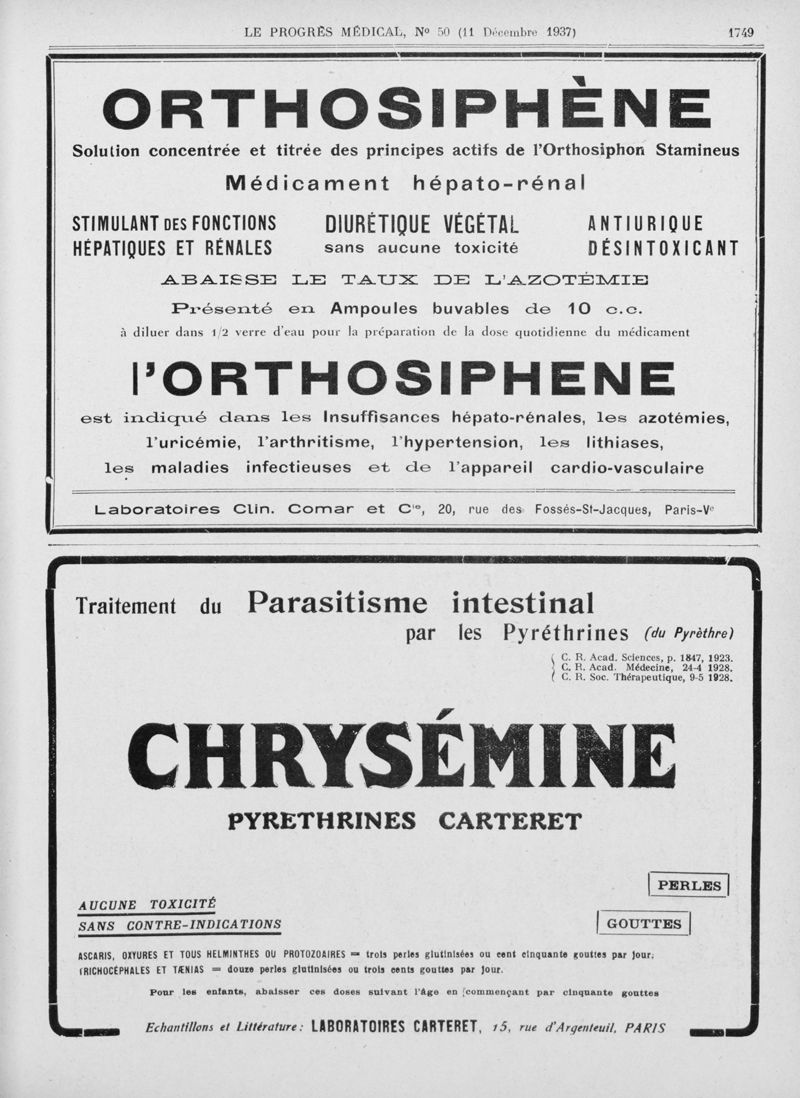 LE PROGRÈS MÉDICAL, Nº 50 (11 Décembre 1937) 1749
ORTHOSIPHÈNE
Solution concentrée et titrée des principes actifs de l'Orthosiphon Stamineus
Médicament hépato-rénal
STIMULANT DES FONCTIONS
HÉPATIQUES ET RÉNALES
DIURÉTIQUE VÉGÉTAL
sans aucune toxicité
ANTIURIQUE
DÉSINTOXICANT
ABAISSE LE TAUX DE L'AZOTÉMIE
Présenté en Ampoules buvables de 10 c.c.
à diluer dans 1/2 verre d'eau pour la préparation de la dose quotidienne du médicament
l'ORTHOSIPHENE
est indiqué dans les Insuffisances hépato-rénales, les azotémies,
l'uricémie, l'arthritisme, l'hypertension, les lithiases,
les maladies infectieuses et de l'appareil cardio-vasculaire
Laboratoires Clin. Comar et Cie, 20, rue des Fossés-St-Jacques, Paris-Ve
Traitement du Parasitisme intestinal
par les Pyréthrines (du Pyrèthre)
C. R. Acad. Sciences, p. 1847, 1923.
C. R. Acad. Médecine, 24-4 1928.
C. R. Soc. Thérapeutique, 9-5 1928.
CHRYSÉMINE
PYRETHRINES CARTERET
PERLES
AUCUNE TOXICITÉ
SANS CONTRE-INDICATIONS
GOUTTES
ASCARIS, OXYURES ET TOUS HELMINTHES OU PROTOZOAIRES = trois perles glutinisées ou cent cinquante gouttes par jour;
TRICHOCÉPHALES ET TÆNIAS = douze perles glutinisées ou trois cents gouttes par jour.
Pour les enfants, abaisser ces doses suivant l'âge en commençant par cinquante gouttes
Echantillons et Littérature: LABORATOIRES CARTERET, 15, rue d'Argenteuil, PARIS